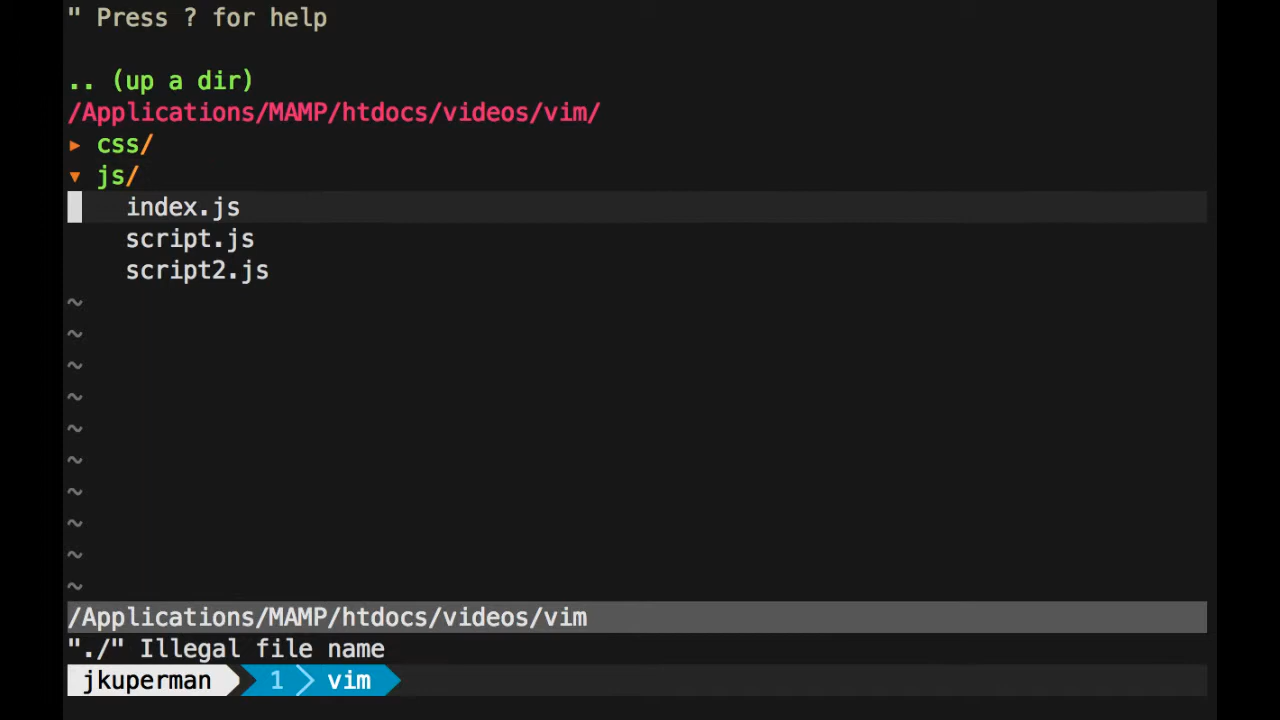 " Press ? for help
.. (up a dir)
/Applications/MAMP/htdocs/videos/vim/
▸ css/
▾ js/
index.js
script.js
script2.js
~
~
~
~
~
~
~
~
~
~
/Applications/MAMP/htdocs/videos/vim
"./" Illegal file name
jkuperman 1 vim